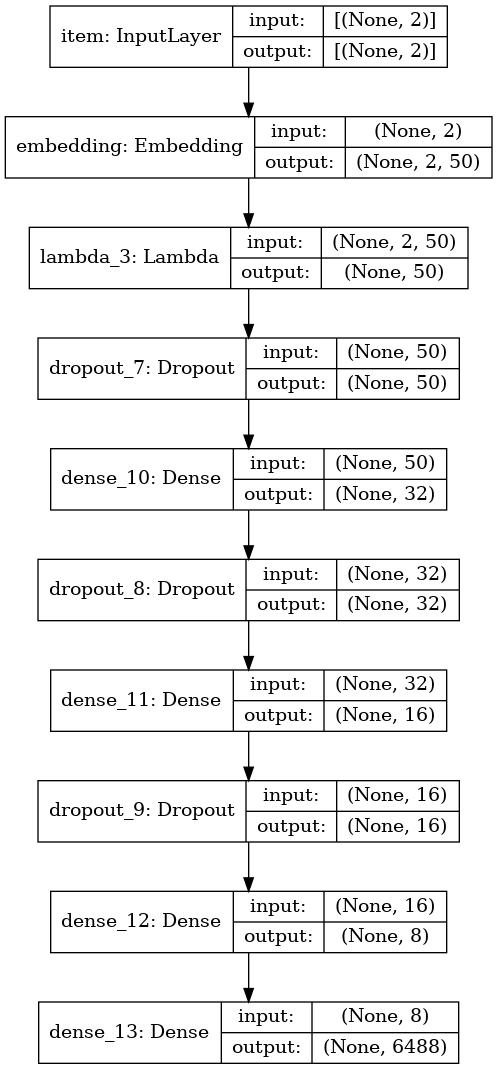 item: InputLayer
input: [(None, 2)]
output: [(None, 2)]
embedding: Embedding
input: (None, 2)
output: (None, 2, 50)
lambda_3: Lambda
input: (None, 2, 50)
output: (None, 50)
dropout_7: Dropout
input: (None, 50)
output: (None, 50)
dense_10: Dense
input: (None, 50)
output: (None, 32)
dropout_8: Dropout
input: (None, 32)
output: (None, 32)
dense_11: Dense
input: (None, 32)
output: (None, 16)
dropout_9: Dropout
input: (None, 16)
output: (None, 16)
dense_12: Dense
input: (None, 16)
output: (None, 8)
dense_13: Dense
input: (None, 8)
output: (None, 6488)